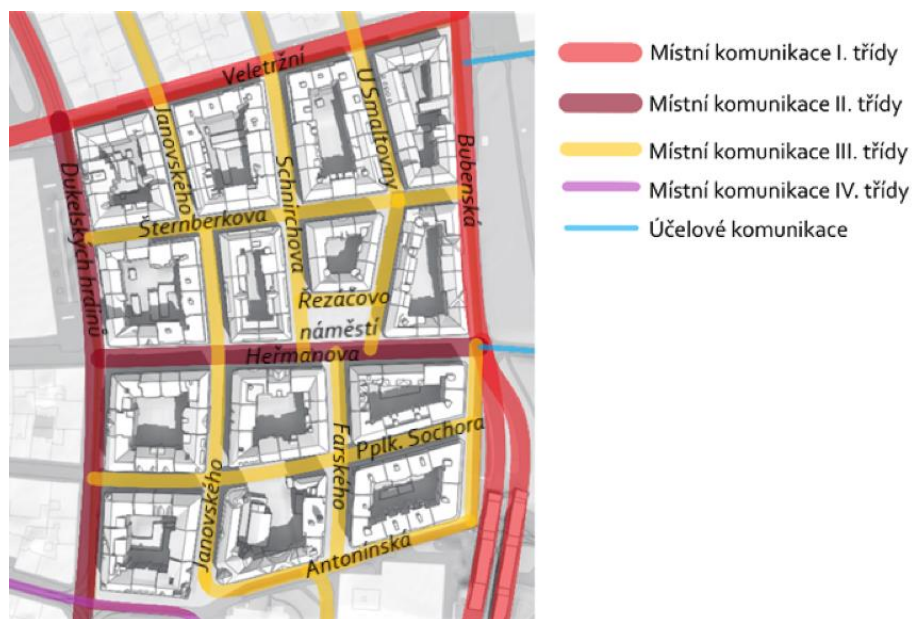 Veletržní
Janovského
Schnirchova
U Smaltovny
Bubenská
Dukelských hrdinů
Šternberkova
Řezáčovo
náměstí
Heřmanova
Janovského
Farského
Pplk. Sochora
Antonínská
Místní komunikace I. třídy
Místní komunikace II. třídy
Místní komunikace III. třídy
Místní komunikace IV. třídy
Účelové komunikace